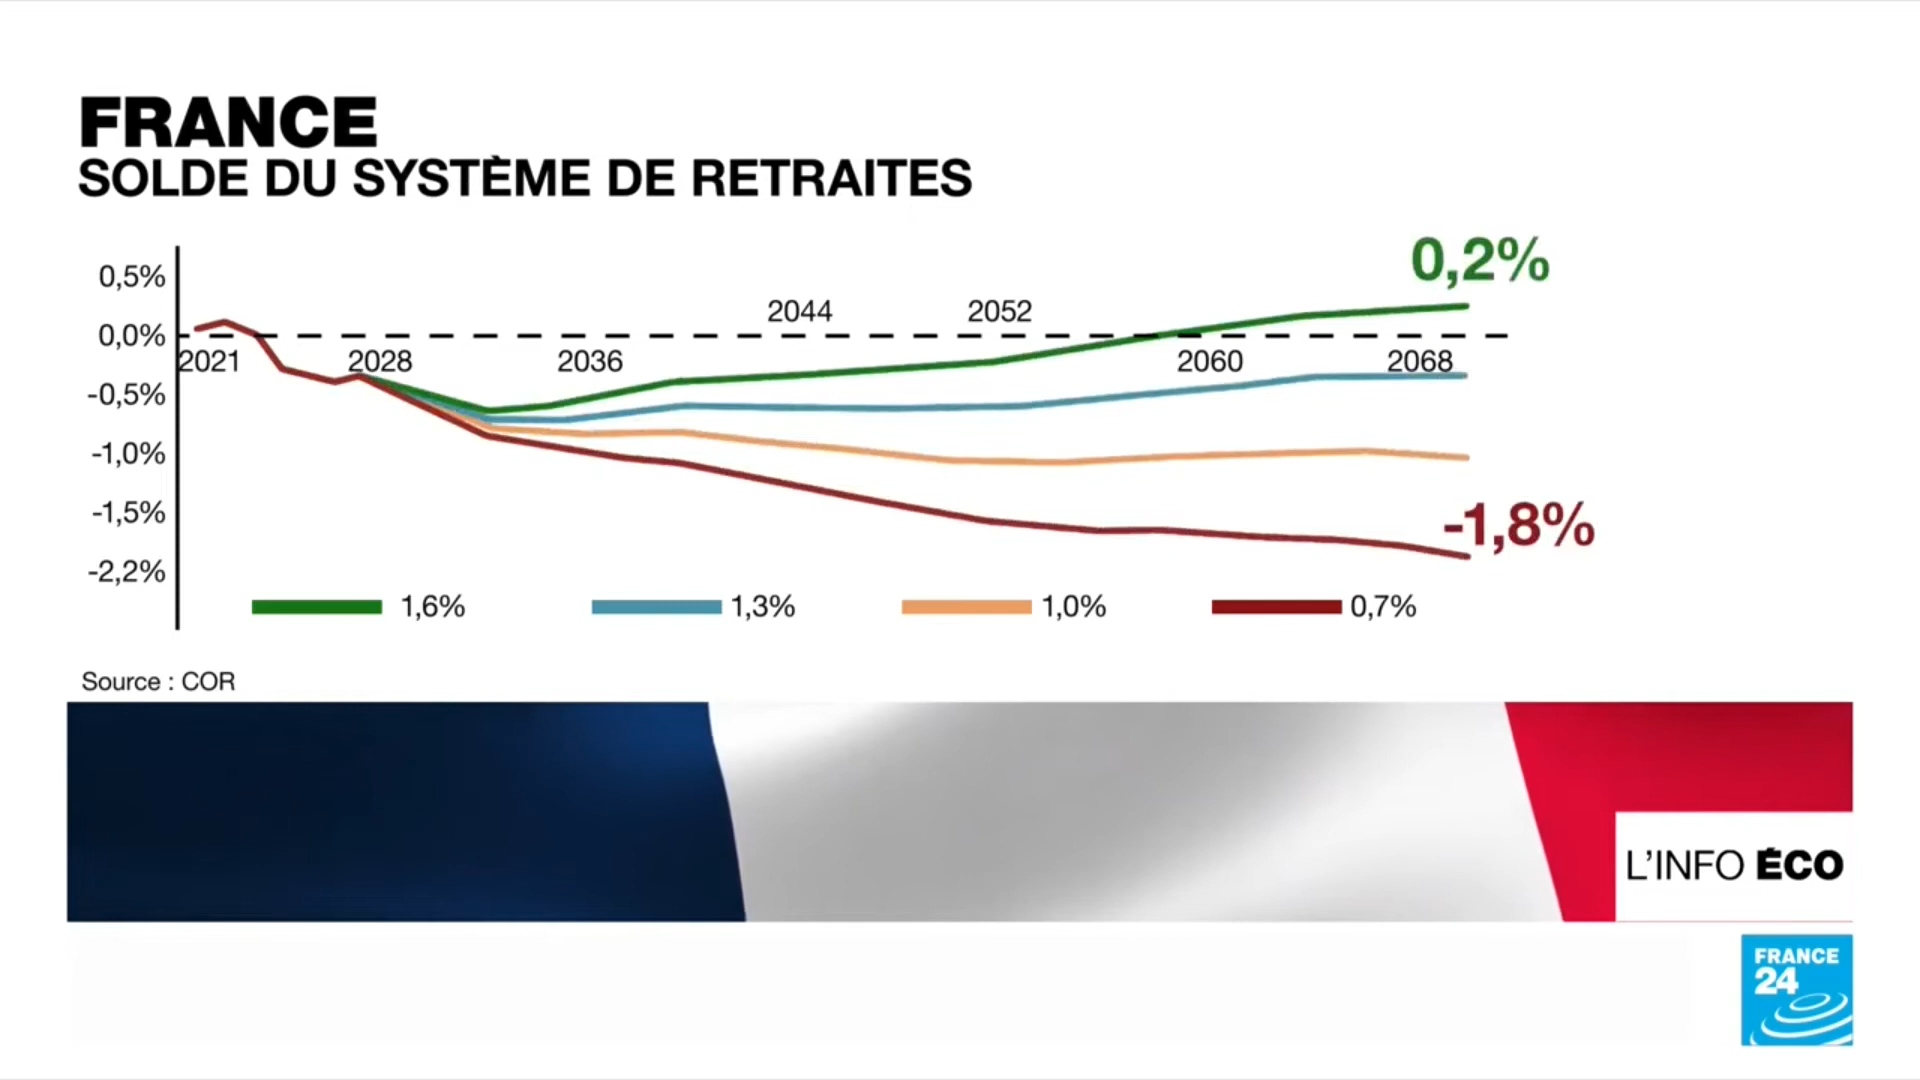 FRANCE
SOLDE DU SYSTÈME DE RETRAITES
0,2%
0,5%
2044 2052
0,0%
2021 2028 2036 2060 2068
-0,5%
-1,0%
-1,5%
-1,8%
-2,2%
1,6% 1,3% 1,0% 0,7%
Source : COR
L'INFO ÉCO
FRANCE
24